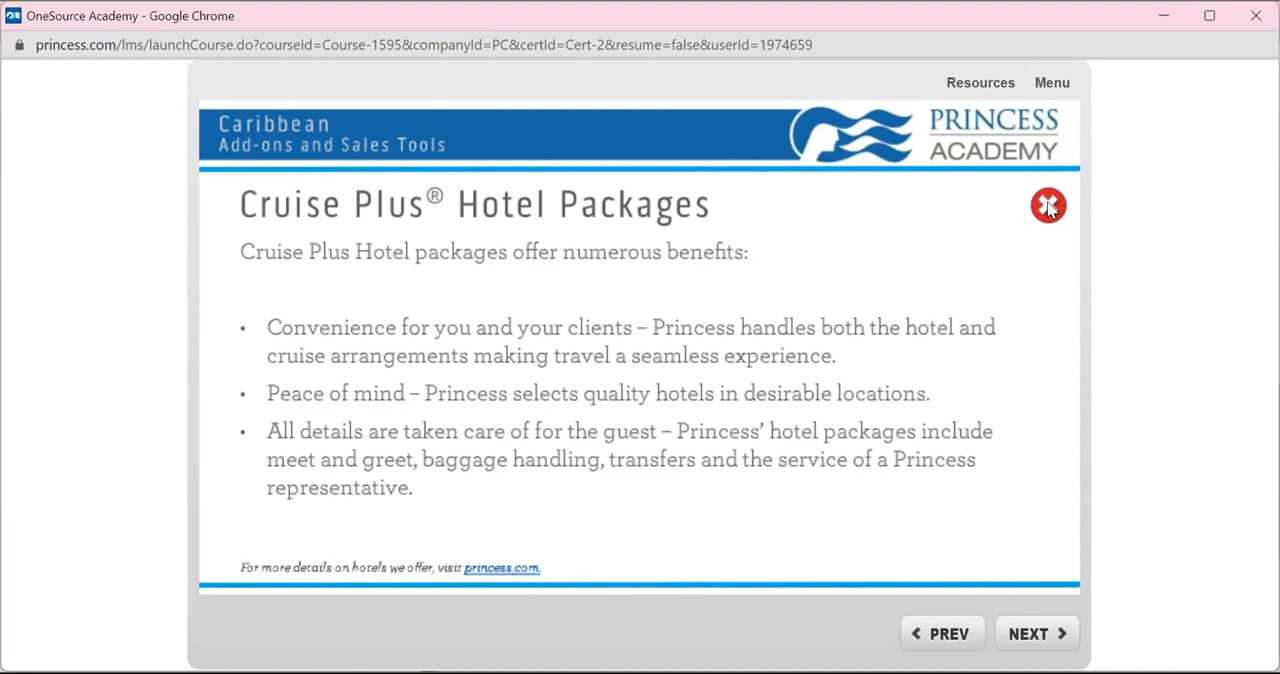 OneSource Academy - Google Chrome
princess.com/lms/launchCourse.do?courseId=Course-1595&companyId=PC&certId=Cert-2&resume=false&userId=1974659
Resources Menu
Caribbean
Add-ons and Sales Tools
PRINCESS
ACADEMY
Cruise Plus® Hotel Packages
Cruise Plus Hotel packages offer numerous benefits:
• Convenience for you and your clients – Princess handles both the hotel and
cruise arrangements making travel a seamless experience.
• Peace of mind – Princess selects quality hotels in desirable locations.
• All details are taken care of for the guest – Princess’ hotel packages include
meet and greet, baggage handling, transfers and the service of a Princess
representative.
For more details on hotels we offer, visit princess.com.
PREV NEXT